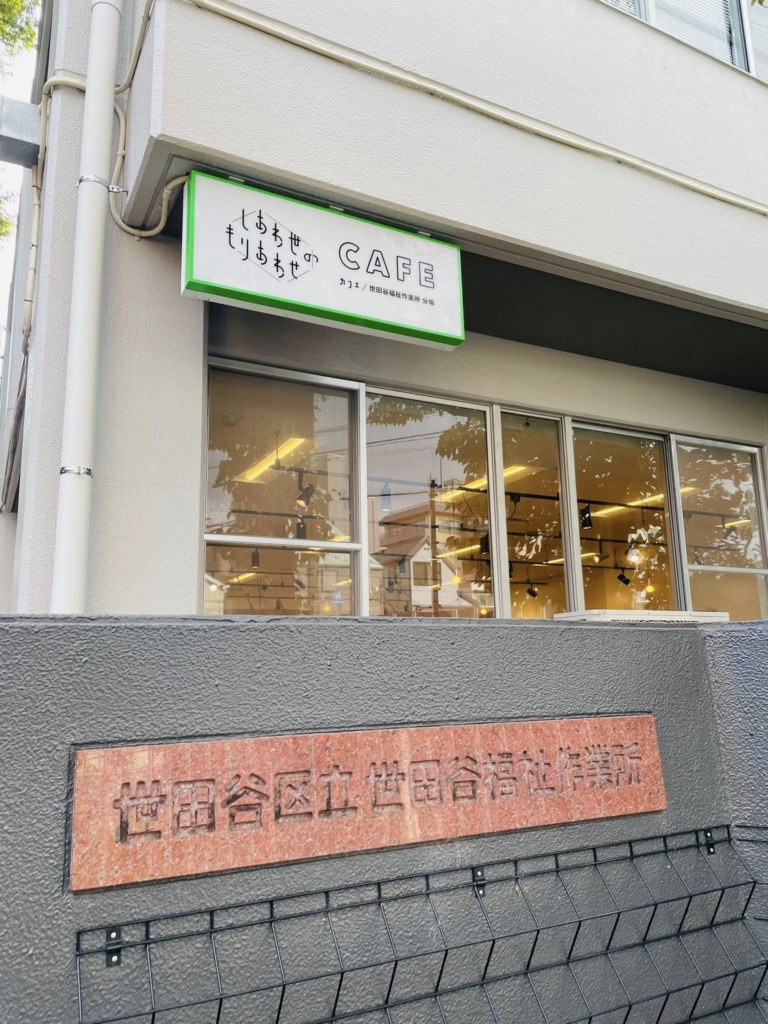 しあわ世の
もりあわせ
CAFE
カフェ/世田谷福祉作業所 分場
世田谷区立世田谷福祉作業所